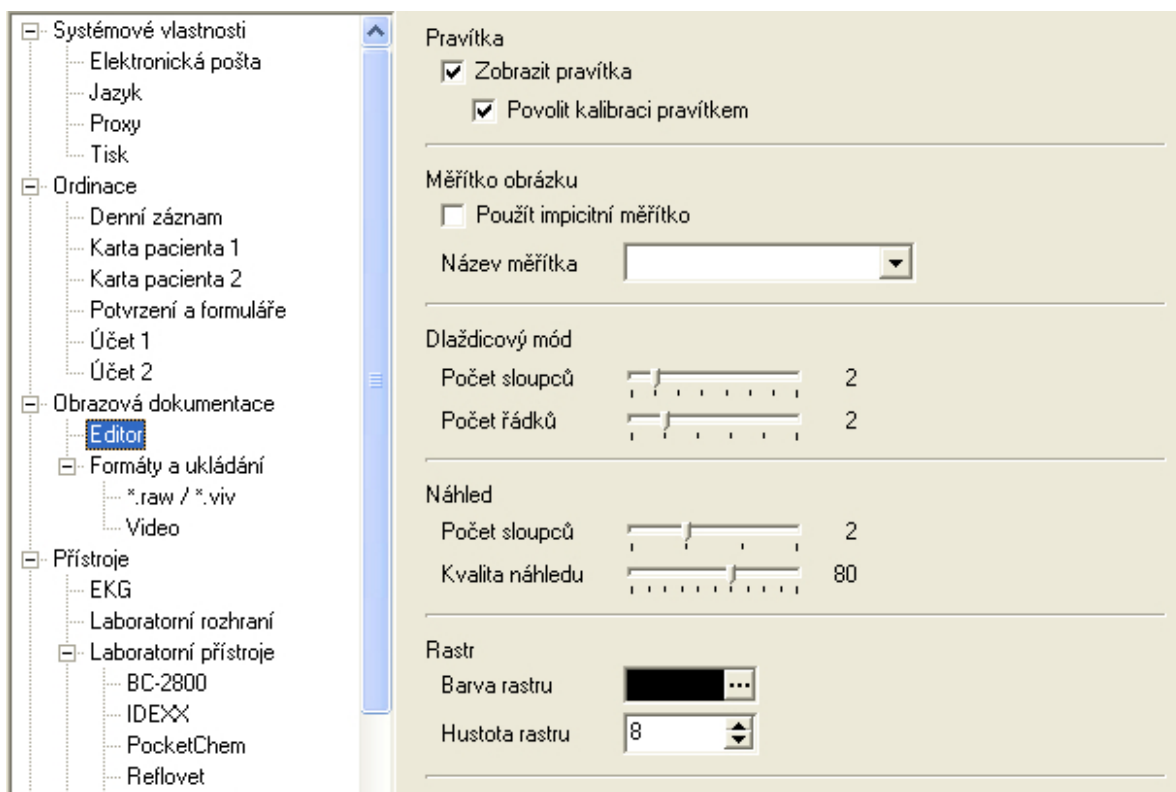 Systémové vlastnosti
Elektronická pošta
Jazyk
Proxy
Tisk
Ordinace
Denní záznam
Karta pacienta 1
Karta pacienta 2
Potvrzení a formuláře
Účet 1
Účet 2
Obrazová dokumentace
Editor
Formáty a ukládání
*.raw / *.viv
Video
Přístroje
EKG
Laboratorní rozhraní
Laboratorní přístroje
BC-2800
IDEXX
PocketChem
Reflovet
Pravítka
Zobrazit pravítka
Povolit kalibraci pravítkem
Měřítko obrázku
Použít impicitní měřítko
Název měřítka
Dlaždicový mód
Počet sloupců 2
Počet řádků 2
Náhled
Počet sloupců 2
Kvalita náhledu 80
Rastr
Barva rastru ...
Hustota rastru 8